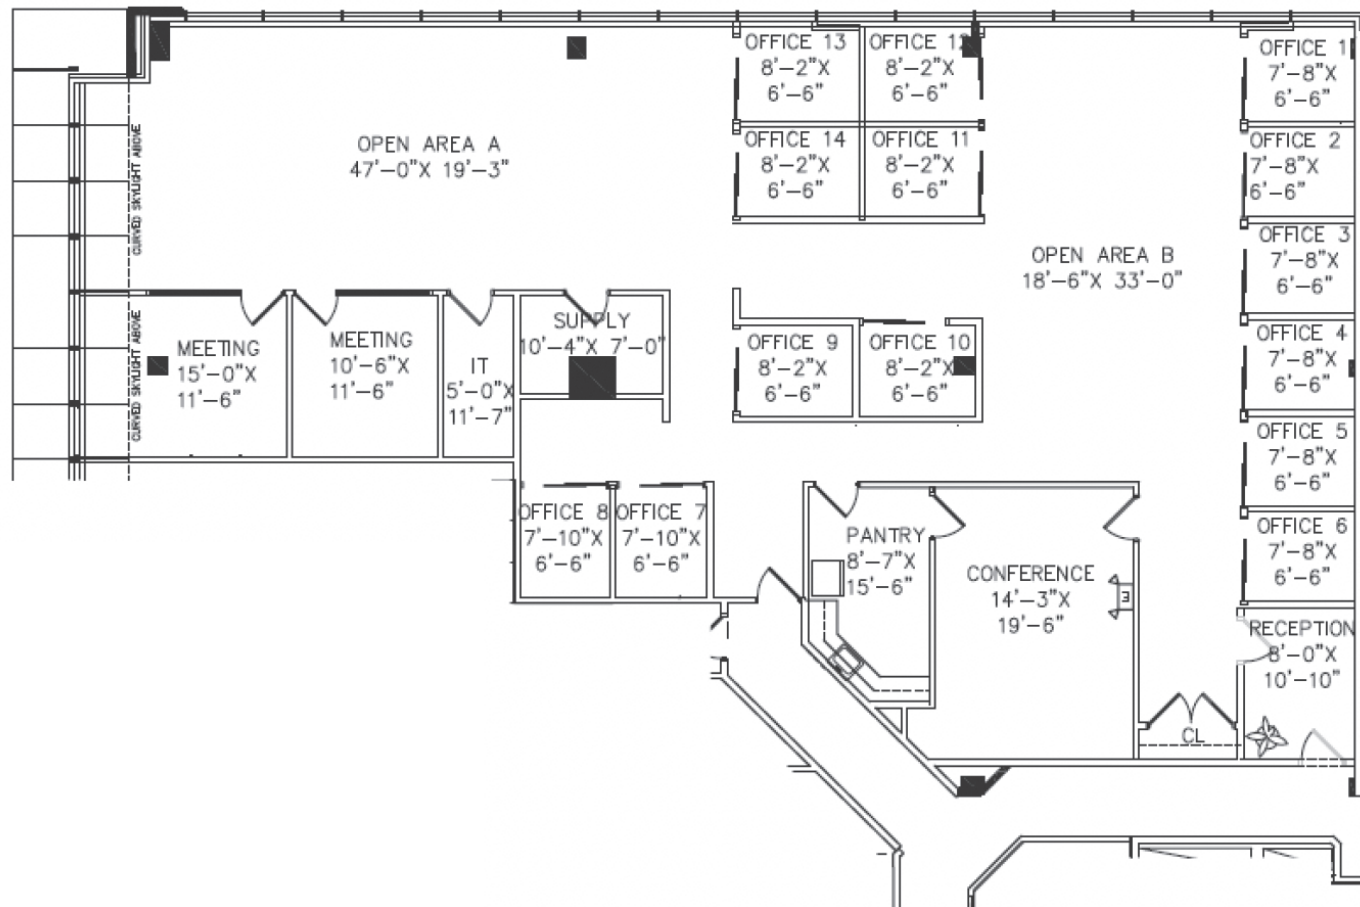 OPEN AREA A
47'-0"X 19'-3"
OFFICE 13
8'-2"X
6'-6"
OFFICE 12
8'-2"X
6'-6"
OFFICE 14
8'-2"X
6'-6"
OFFICE 11
8'-2"X
6'-6"
OPEN AREA B
18'-6"X 33'-0"
OFFICE 1
7'-8"X
6'-6"
OFFICE 2
7'-8"X
6'-6"
OFFICE 3
7'-8"X
6'-6"
OFFICE 4
7'-8"X
6'-6"
OFFICE 5
7'-8"X
6'-6"
OFFICE 6
7'-8"X
6'-6"
CURVED SKYLIGHT ABOVE
CURVED SKYLIGHT ABOVE
MEETING
15'-0"X
11'-6"
MEETING
10'-6"X
11'-6"
IT
5'-0"X
11'-7"
SUPPLY
10'-4"X 7'-0"
OFFICE 9
8'-2"X
6'-6"
OFFICE 10
8'-2"X
6'-6"
OFFICE 8
7'-10"X
6'-6"
OFFICE 7
7'-10"X
6'-6"
PANTRY
8'-7"X
15'-6"
CONFERENCE
14'-3"X
19'-6"
RECEPTION
8'-0"X
10'-10"
CL